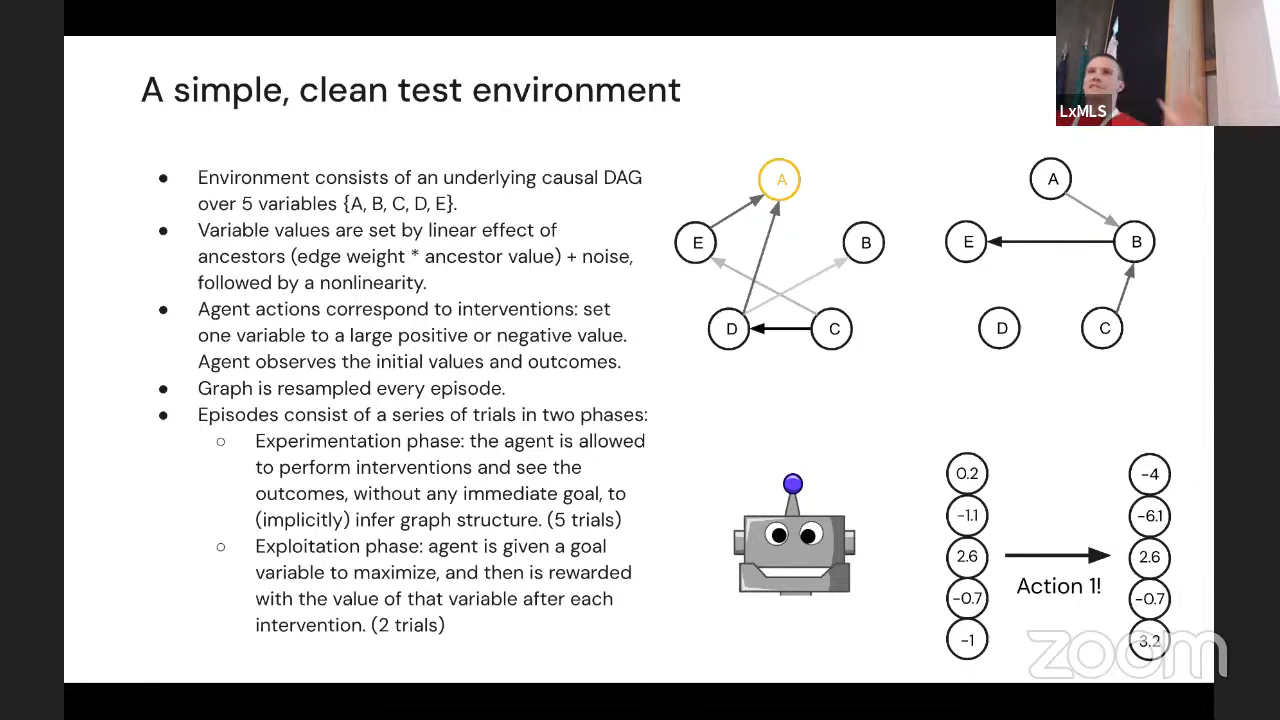 A simple, clean test environment
LxMLS
● Environment consists of an underlying causal DAG
over 5 variables {A, B, C, D, E}.
● Variable values are set by linear effect of
ancestors (edge weight * ancestor value) + noise,
followed by a nonlinearity.
● Agent actions correspond to interventions: set
one variable to a large positive or negative value.
Agent observes the initial values and outcomes.
● Graph is resampled every episode.
● Episodes consist of a series of trials in two phases:
○ Experimentation phase: the agent is allowed
to perform interventions and see the
outcomes, without any immediate goal, to
(implicitly) infer graph structure. (5 trials)
○ Exploitation phase: agent is given a goal
variable to maximize, and then is rewarded
with the value of that variable after each
intervention. (2 trials)
A
E
B
D
C
A
E
B
D
C
0.2
-1.1
2.6
-0.7
-1
Action 1!
-4
-6.1
2.6
-0.7
3.2
zoom